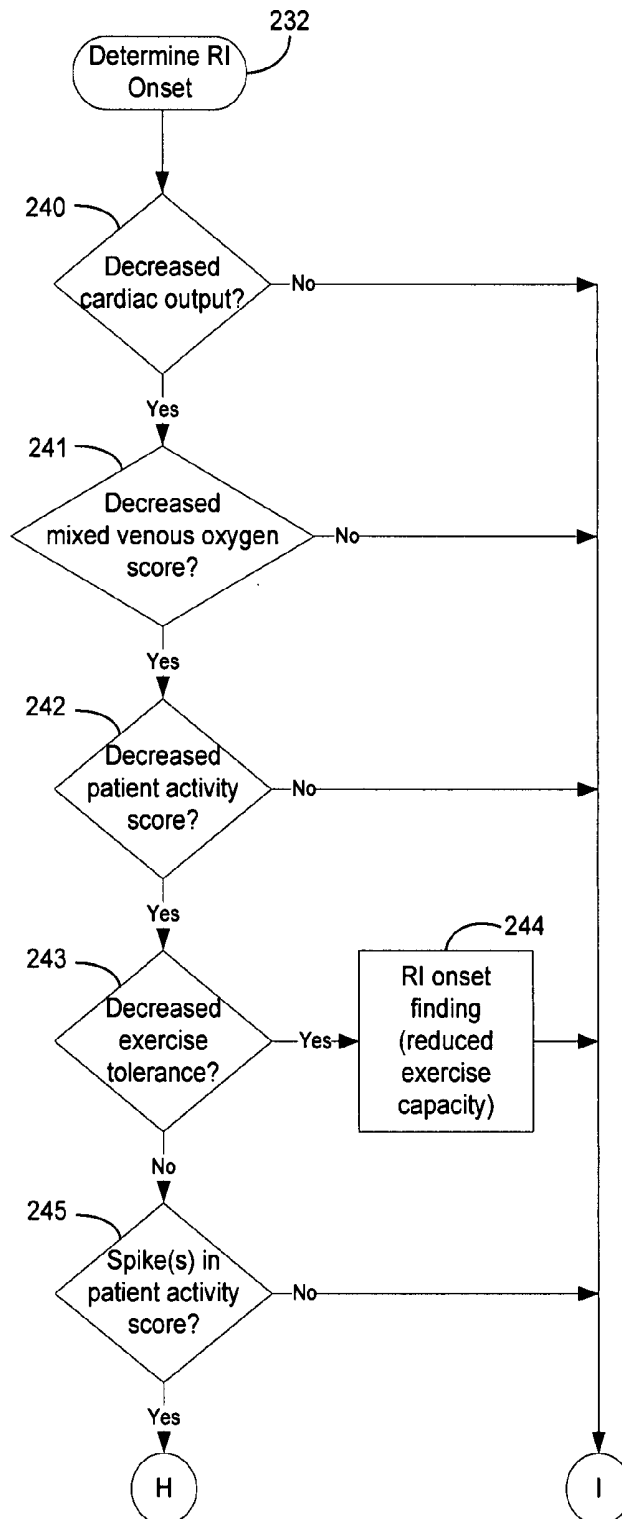 232
Determine RI
Onset
240
Decreased
cardiac output?
No
Yes
241
Decreased
mixed venous oxygen
score?
No
Yes
242
Decreased
patient activity
score?
No
Yes
243
Decreased
exercise
tolerance?
Yes
244
RI onset
finding
(reduced
exercise
capacity)
No
245
Spike(s) in
patient activity
score?
No
Yes
H
I